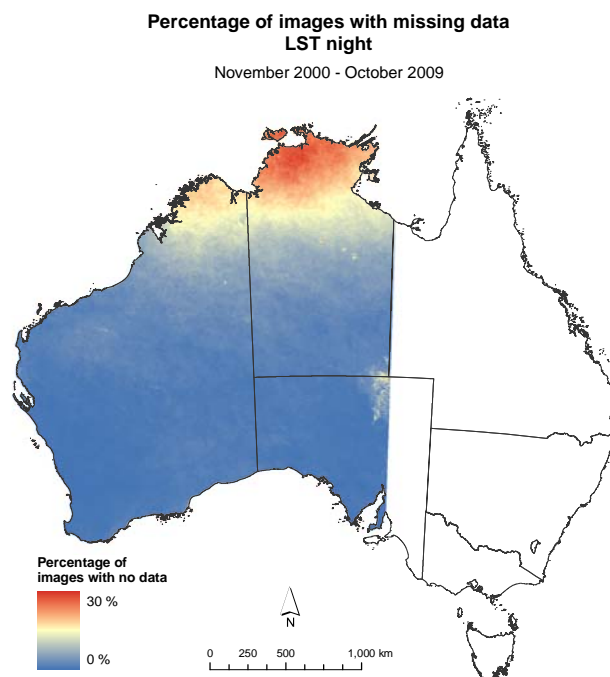 Percentage of images with missing data
LST night
November 2000 - October 2009
Percentage of
images with no data
30 %
0 %
N
0 250 500 1,000 km